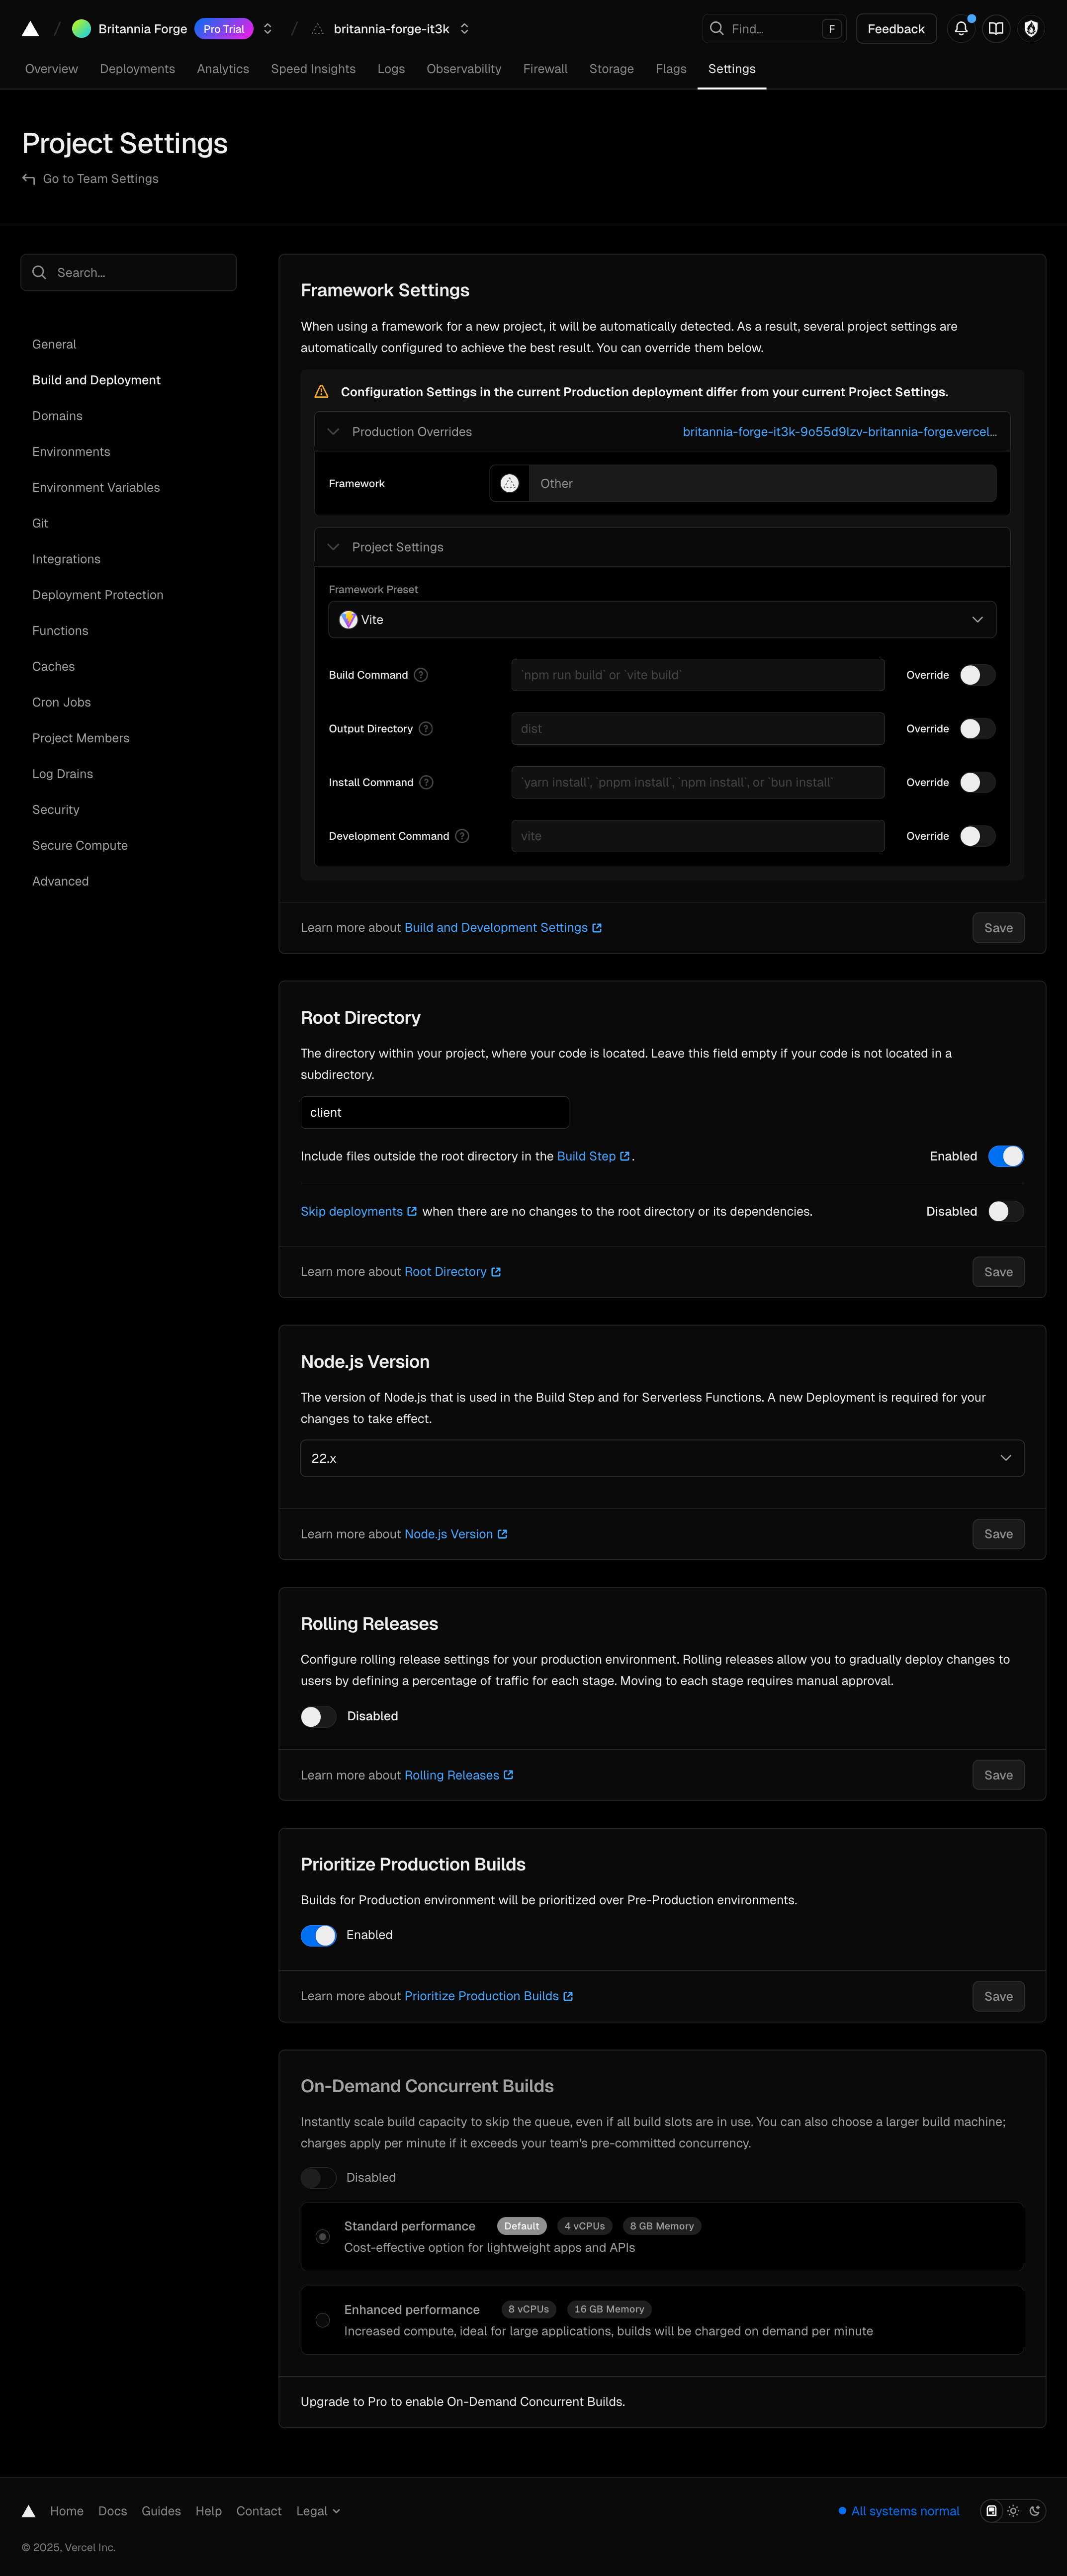 Britannia Forge Pro Trial
britannia-forge-it3k
Find...
F
Feedback
Overview
Deployments
Analytics
Speed Insights
Logs
Observability
Firewall
Storage
Flags
Settings
Project Settings
Go to Team Settings
Search...
General
Build and Deployment
Domains
Environments
Environment Variables
Git
Integrations
Deployment Protection
Functions
Caches
Cron Jobs
Project Members
Log Drains
Security
Secure Compute
Advanced
Framework Settings
When using a framework for a new project, it will be automatically detected. As a result, several project settings are
automatically configured to achieve the best result. You can override them below.
Configuration Settings in the current Production deployment differ from your current Project Settings.
Production Overrides
britannia-forge-it3k-9o55d9lzv-britannia-forge.vercel...
Framework
Other
Project Settings
Framework Preset
Vite
Build Command
`npm run build` or `vite build`
Override
Output Directory
dist
Override
Install Command
`yarn install`, `pnpm install`, `npm install`, or `bun install`
Override
Development Command
vite
Override
Learn more about Build and Development Settings
Save
Root Directory
The directory within your project, where your code is located. Leave this field empty if your code is not located in a
subdirectory.
client
Include files outside the root directory in the Build Step .
Enabled
Skip deployments when there are no changes to the root directory or its dependencies.
Disabled
Learn more about Root Directory
Save
Node.js Version
The version of Node.js that is used in the Build Step and for Serverless Functions. A new Deployment is required for your
changes to take effect.
22.x
Learn more about Node.js Version
Save
Rolling Releases
Configure rolling release settings for your production environment. Rolling releases allow you to gradually deploy changes to
users by defining a percentage of traffic for each stage. Moving to each stage requires manual approval.
Disabled
Learn more about Rolling Releases
Save
Prioritize Production Builds
Builds for Production environment will be prioritized over Pre-Production environments.
Enabled
Learn more about Prioritize Production Builds
Save
On-Demand Concurrent Builds
Instantly scale build capacity to skip the queue, even if all build slots are in use. You can also choose a larger build machine;
charges apply per minute if it exceeds your team's pre-committed concurrency.
Disabled
Standard performance Default 4 vCPUs 8 GB Memory
Cost-effective option for lightweight apps and APIs
Enhanced performance 8 vCPUs 16 GB Memory
Increased compute, ideal for large applications, builds will be charged on demand per minute
Upgrade to Pro to enable On-Demand Concurrent Builds.
Home
Docs
Guides
Help
Contact
Legal
All systems normal
© 2025, Vercel Inc.